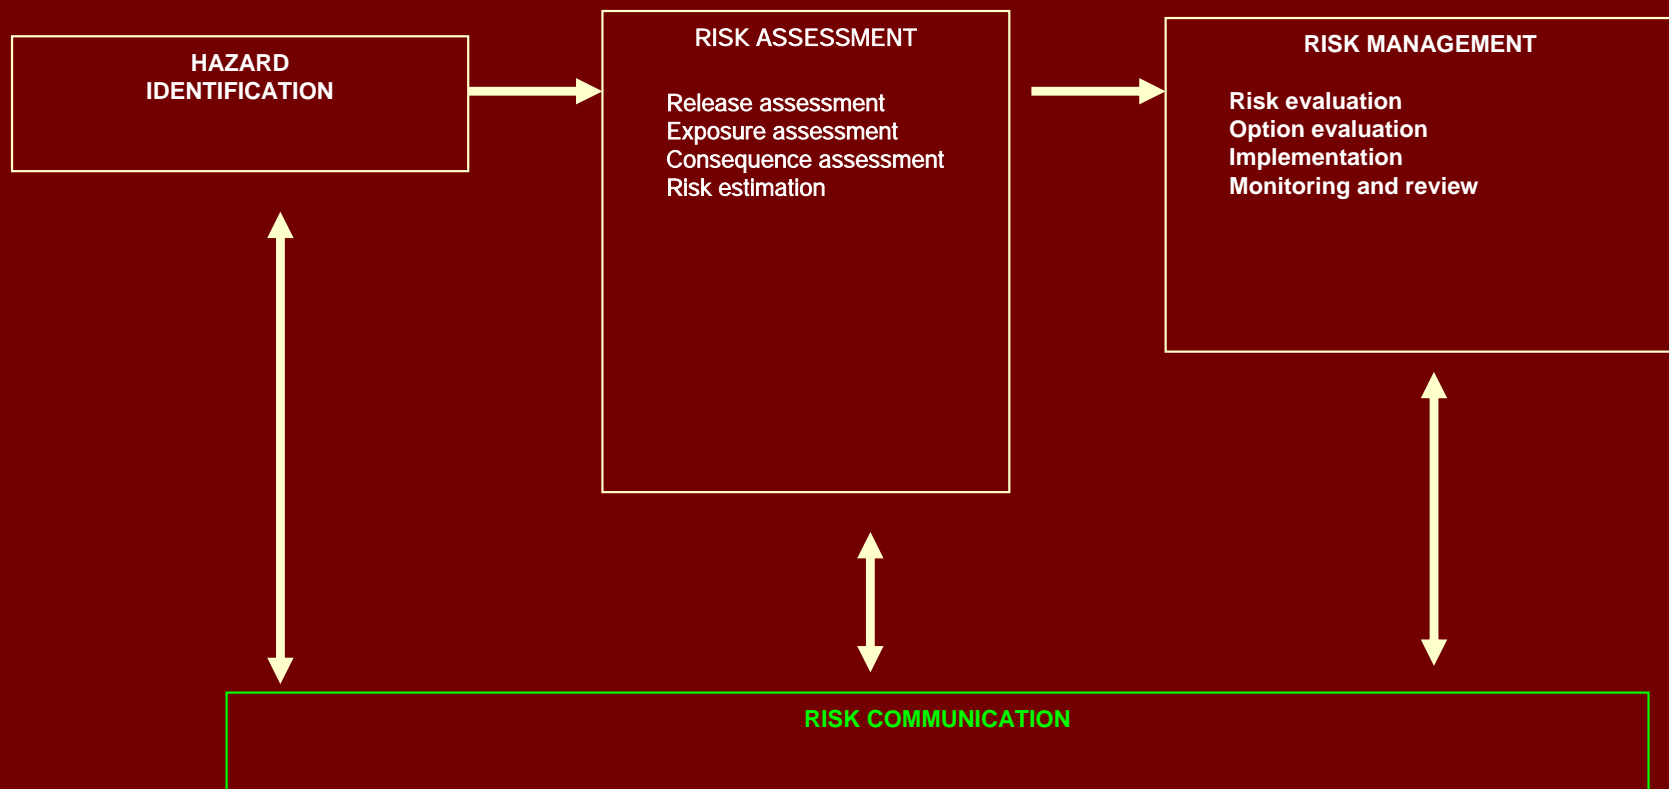 HAZARD
IDENTIFICATION
RISK ASSESSMENT
Release assessment
Exposure assessment
Consequence assessment
Risk estimation
RISK MANAGEMENT
Risk evaluation
Option evaluation
Implementation
Monitoring and review
RISK COMMUNICATION